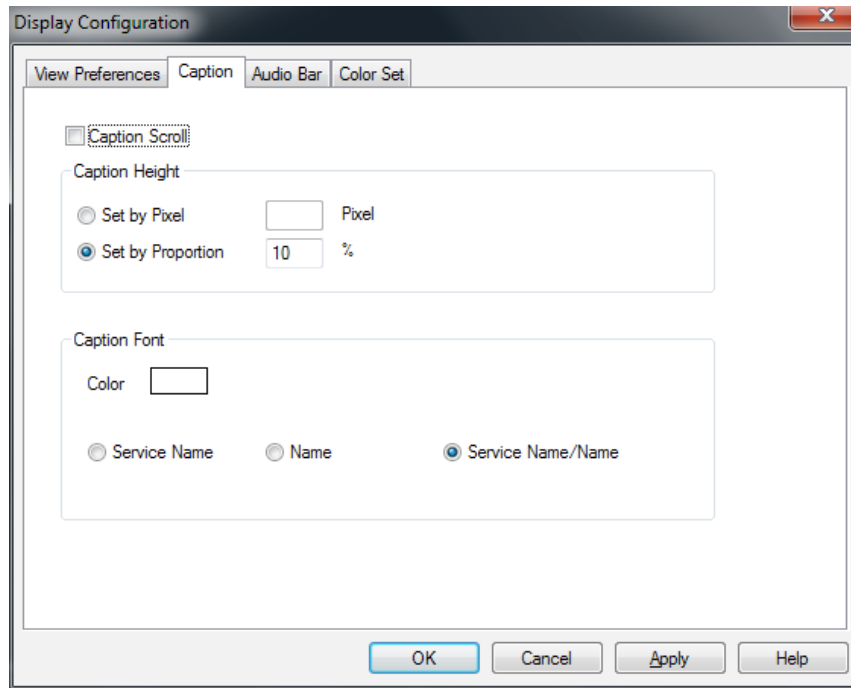 Display Configuration
View Preferences Caption Audio Bar Color Set
Caption Scroll
Caption Height
Set by Pixel Pixel
Set by Proportion 10 %
Caption Font
Color
Service Name Name Service Name/Name
OK Cancel Apply Help